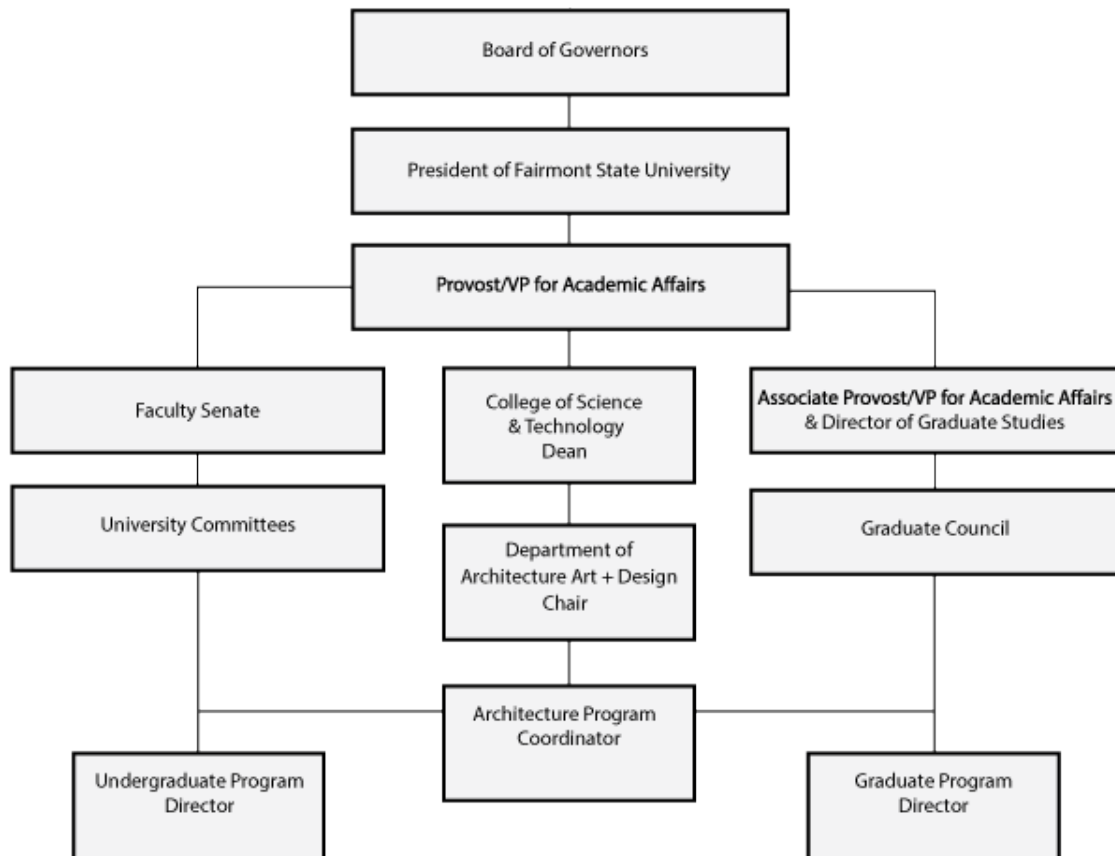 Board of Governors
President of Fairmont State University
Provost/VP for Academic Affairs
Faculty Senate
College of Science
& Technology
Dean
Associate Provost/VP for Academic Affairs
& Director of Graduate Studies
University Committees
Graduate Council
Department of
Architecture Art + Design
Chair
Architecture Program
Coordinator
Undergraduate Program
Director
Graduate Program
Director